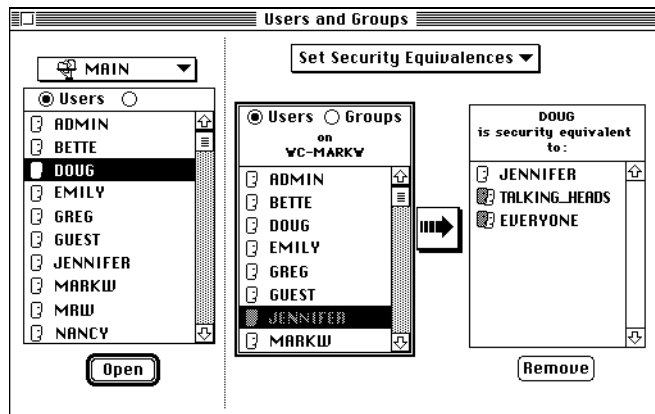 Users and Groups
MAIN
Users
ADMIN
BETTE
DOUG
EMILY
GREG
GUEST
JENNIFER
MARKW
MRW
NANCY
Open
Set Security Equivalences
Users Groups
on
¥C-MARK¥
ADMIN
BETTE
DOUG
EMILY
GREG
GUEST
JENNIFER
MARKW
DOUG
is security equivalent
to:
JENNIFER
TALKING_HEADS
EVERYONE
Remove